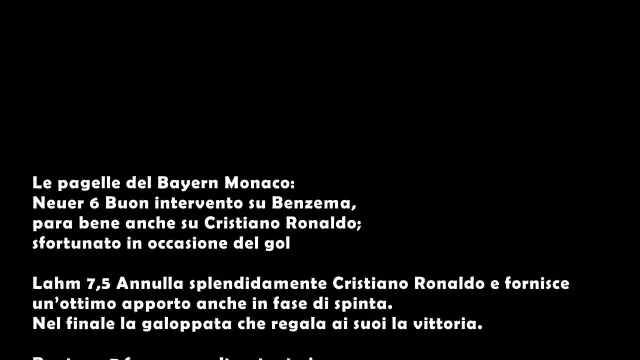 Le pagelle del Bayern Monaco:
Neuer 6 Buon intervento su Benzema,
para bene anche su Cristiano Ronaldo;
sfortunato in occasione del gol
Lahm 7,5 Annulla splendidamente Cristiano Ronaldo e fornisce
un’ottimo apporto anche in fase di spinta.
Nel finale la galoppata che regala ai suoi la vittoria.